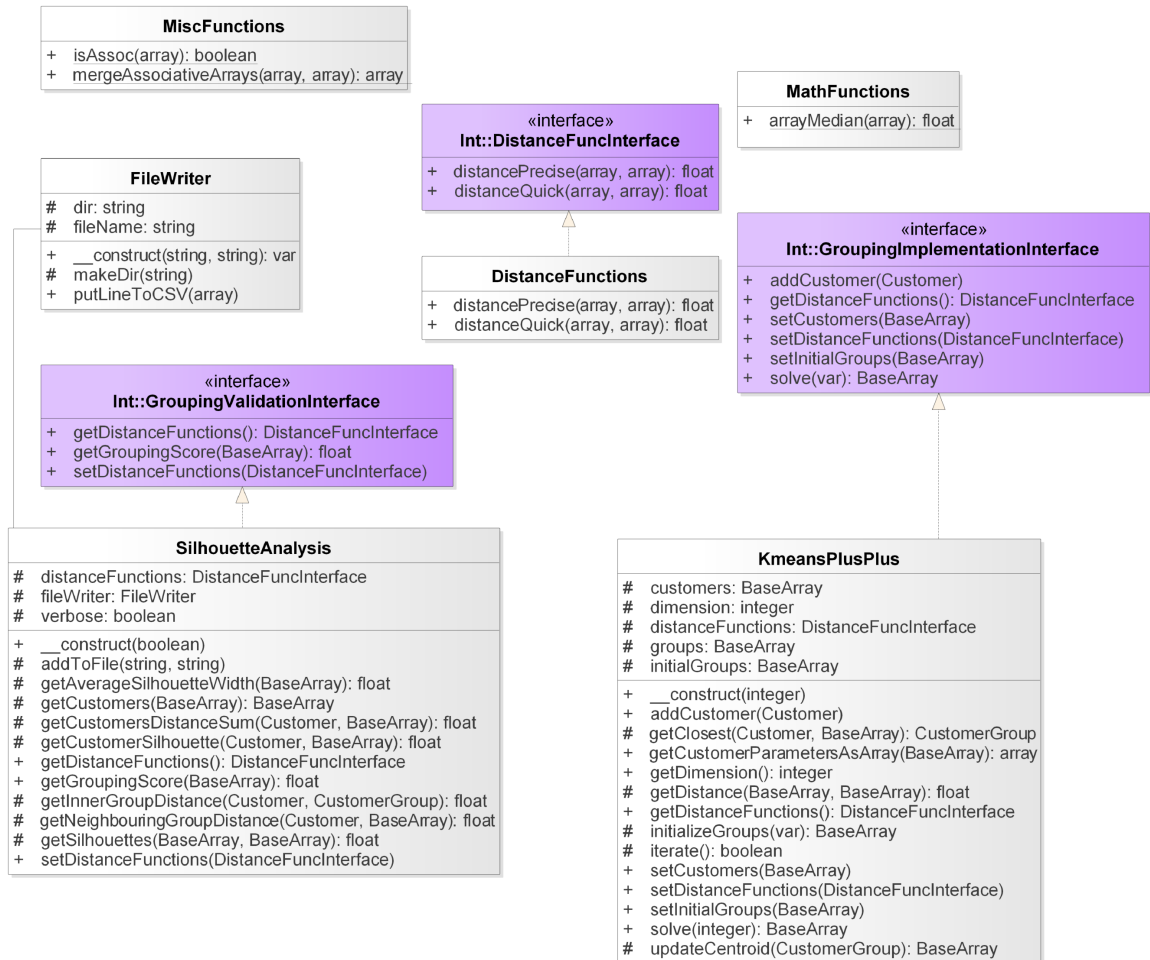 MiscFunctions
+ isAssoc(array): boolean
+ mergeAssociativeArrays(array, array): array
MathFunctions
+ arrayMedian(array): float
«interface»
Int::DistanceFuncInterface
+ distancePrecise(array, array): float
+ distanceQuick(array, array): float
FileWriter
# dir: string
# fileName: string
+ __construct(string, string): var
# makeDir(string)
+ putLineToCSV(array)
DistanceFunctions
+ distancePrecise(array, array): float
+ distanceQuick(array, array): float
«interface»
Int::GroupingImplementationInterface
+ addCustomer(Customer)
+ getDistanceFunctions(): DistanceFuncInterface
+ setCustomers(BaseArray)
+ setDistanceFunctions(DistanceFuncInterface)
+ setInitialGroups(BaseArray)
+ solve(var): BaseArray
«interface»
Int::GroupingValidationInterface
+ getDistanceFunctions(): DistanceFuncInterface
+ getGroupingScore(BaseArray): float
+ setDistanceFunctions(DistanceFuncInterface)
SilhouetteAnalysis
# distanceFunctions: DistanceFuncInterface
# fileWriter: FileWriter
# verbose: boolean
+ __construct(boolean)
# addToFile(string, string)
# getAverageSilhouetteWidth(BaseArray): float
# getCustomers(BaseArray): BaseArray
# getCustomersDistanceSum(Customer, BaseArray): float
# getCustomerSilhouette(Customer, BaseArray): float
+ getDistanceFunctions(): DistanceFuncInterface
+ getGroupingScore(BaseArray): float
# getInnerGroupDistance(Customer, CustomerGroup): float
# getNeighbouringGroupDistance(Customer, BaseArray): float
# getSilhouettes(BaseArray, BaseArray): float
+ setDistanceFunctions(DistanceFuncInterface)
KmeansPlusPlus
# customers: BaseArray
# dimension: integer
# distanceFunctions: DistanceFuncInterface
# groups: BaseArray
# initialGroups: BaseArray
+ __construct(integer)
+ addCustomer(Customer)
# getClosest(Customer, BaseArray): CustomerGroup
+ getCustomerParametersAsArray(BaseArray): array
+ getDimension(): integer
# getDistance(BaseArray, BaseArray): float
+ getDistanceFunctions(): DistanceFuncInterface
# initializeGroups(var): BaseArray
# iterate(): boolean
+ setCustomers(BaseArray)
+ setDistanceFunctions(DistanceFuncInterface)
+ setInitialGroups(BaseArray)
+ solve(integer): BaseArray
# updateCentroid(CustomerGroup): BaseArray